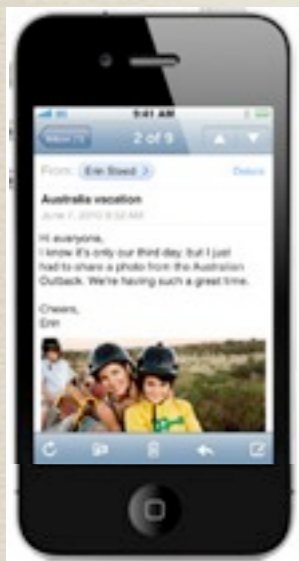 9:41 AM
2 of 9
From: Erin
Details
Australia vacation
June 7, 2010 9:32 AM
Hi everyone,
I know it's only our third day, but I just
had to share a photo from the Australian
Outback. We're having such a great time.
Cheers,
Erin